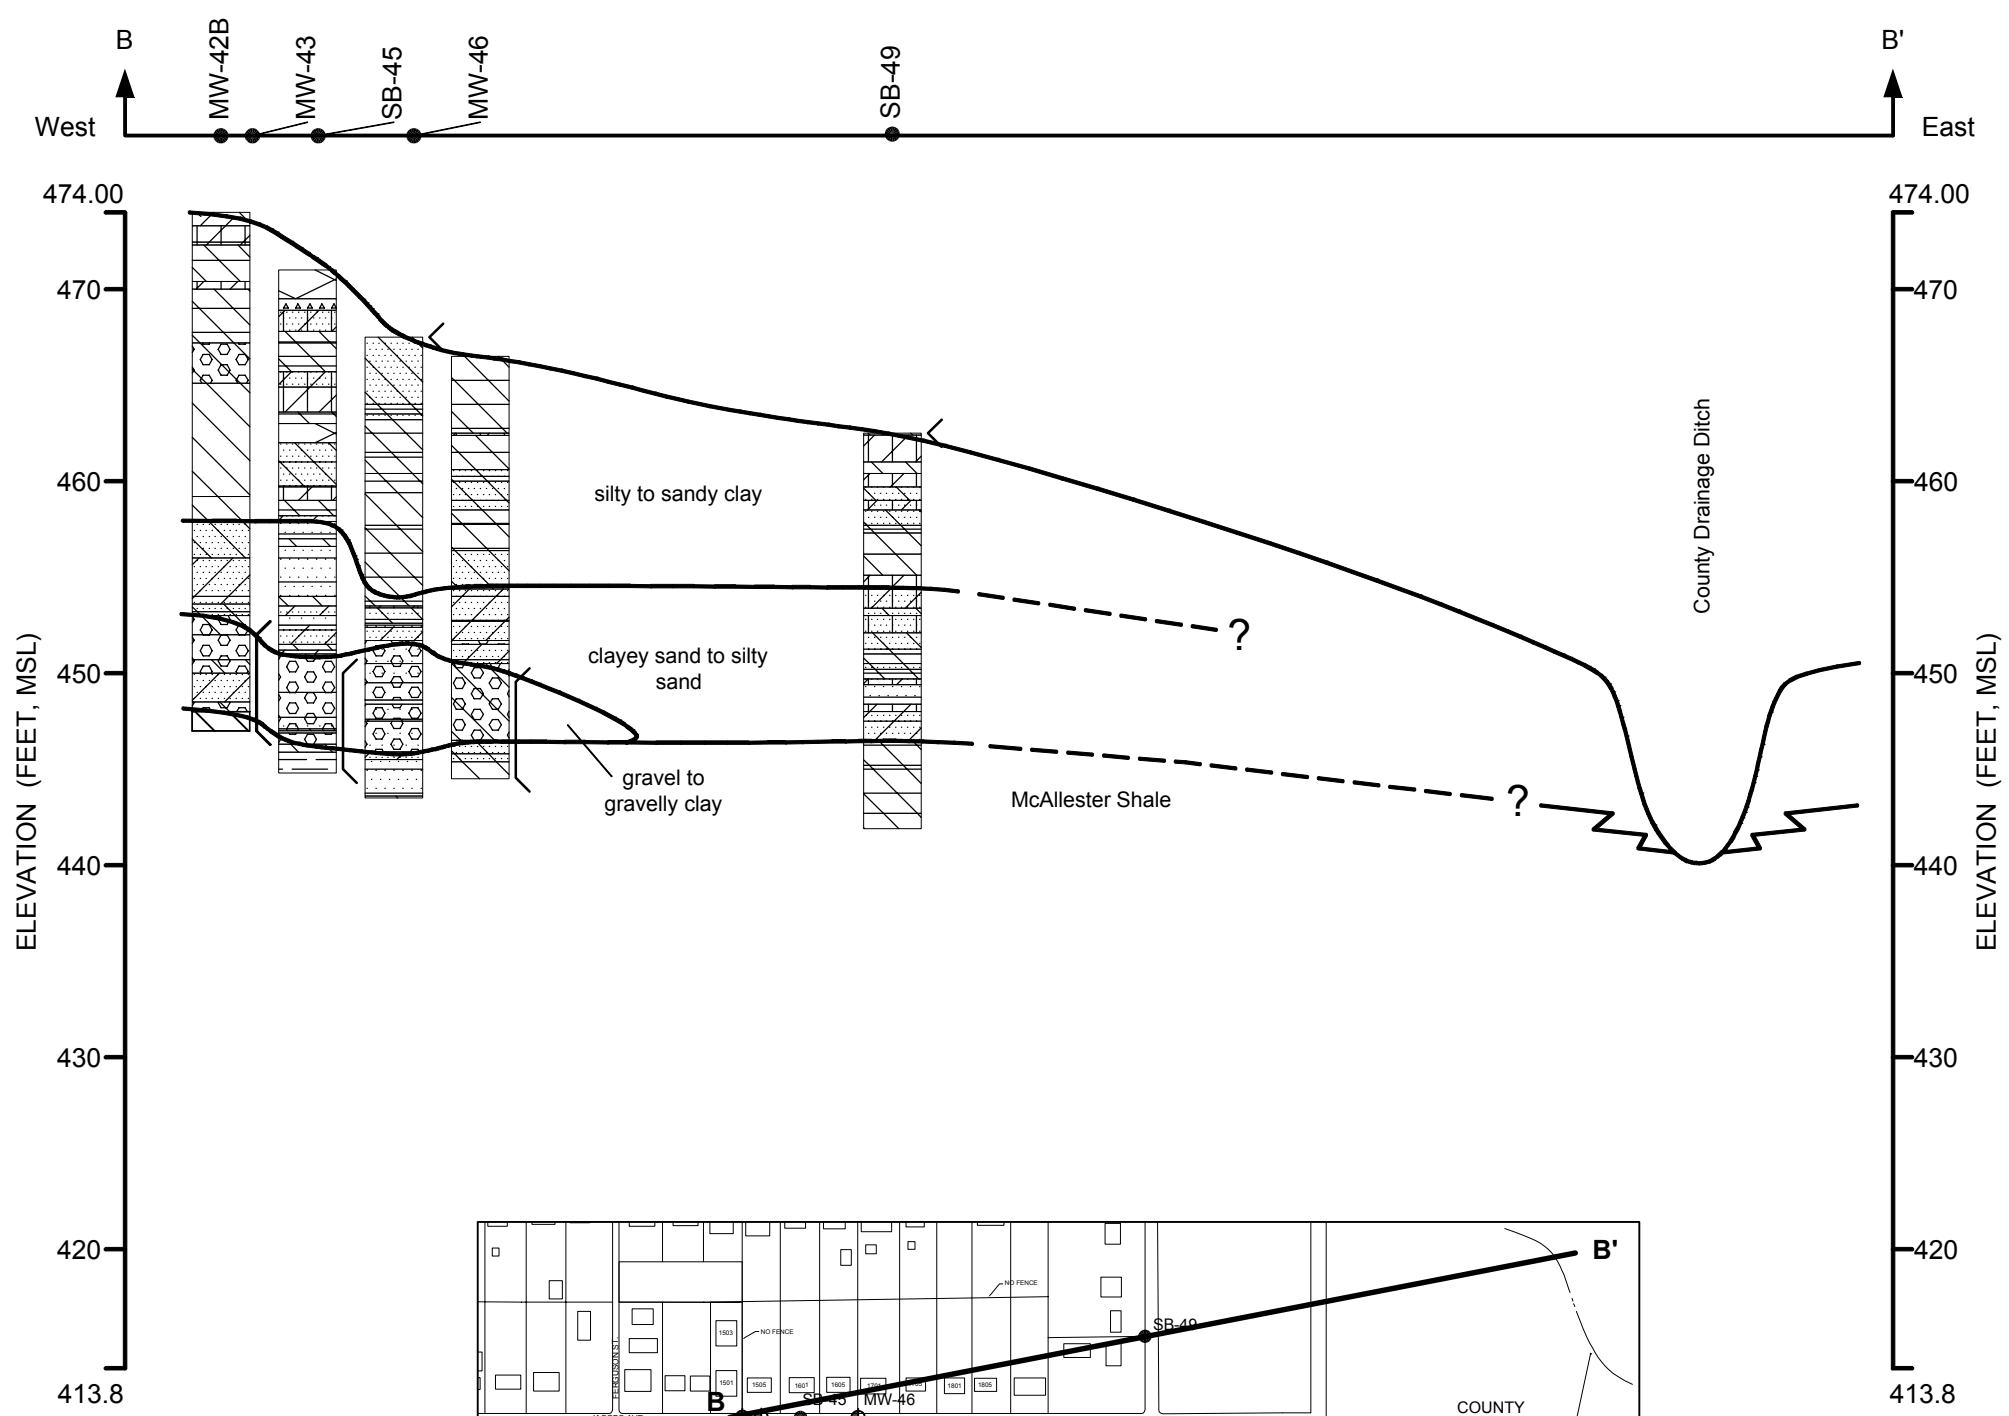 B
B'
MW-42B
MW-43
SB-45
MW-46
SB-49
West
East
474.00
474.00
470
470
460
460
450
450
440
440
430
430
420
420
413.8
413.8
ELEVATION (FEET, MSL)
ELEVATION (FEET, MSL)
County Drainage Ditch
silty to sandy clay
?
clayey sand to silty
sand
gravel to
gravelly clay
McAllester Shale
?
B'
NO FENCE
SB-49
1503
NO FENCE
FERGUSON ST.
1501
1505
1601
1605
1801
1805
B
SB-45
MW-46
COUNTY